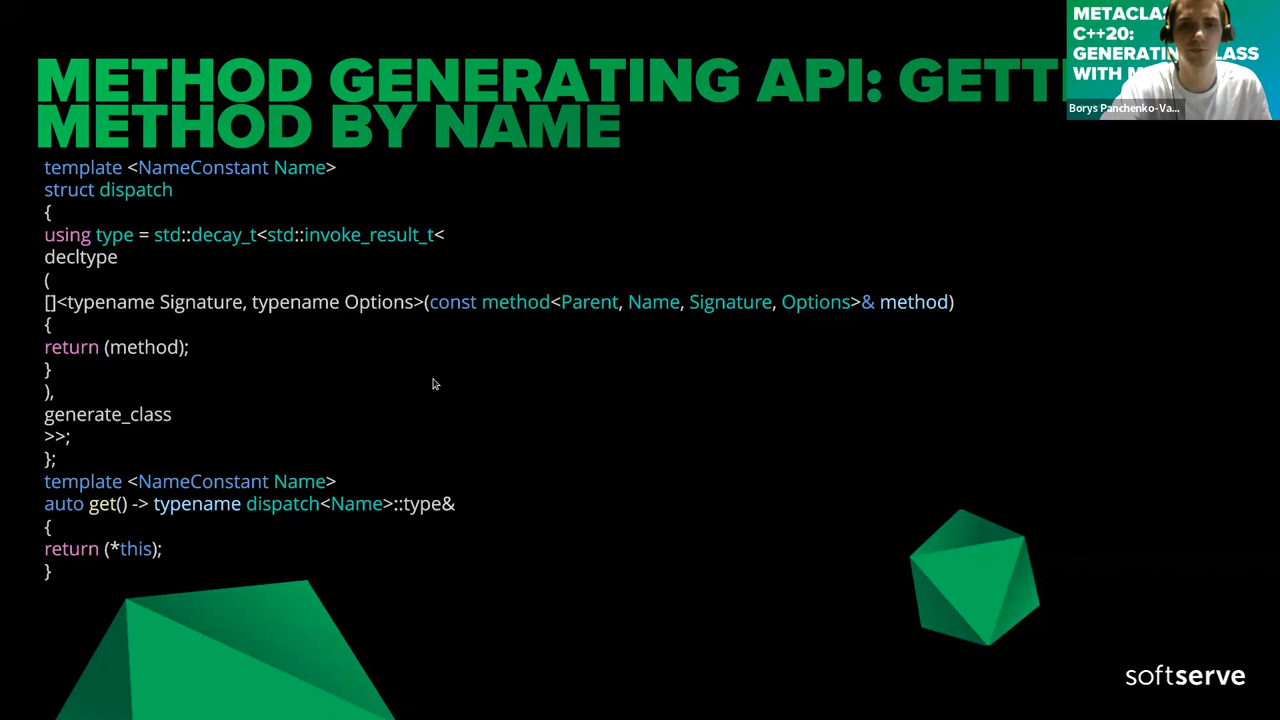 METHOD GENERATING API: GETT
METHOD BY NAME
template <NameConstant Name>
struct dispatch
{
using type = std::decay_t<std::invoke_result_t<
decltype
(
[]<typename Signature, typename Options>(const method<Parent, Name, Signature, Options>& method)
{
return (method);
}
),
generate_class
>>;
};
template <NameConstant Name>
auto get() -> typename dispatch<Name>::type&
{
return (*this);
}
METACLA
C++20:
GENERATIN LASS
WITH M
Borys Panchenko-Va...
softserve